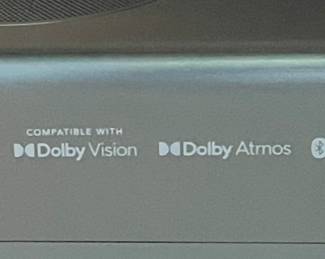 COMPATIBLE WITH
Dolby Vision
Dolby Atmos